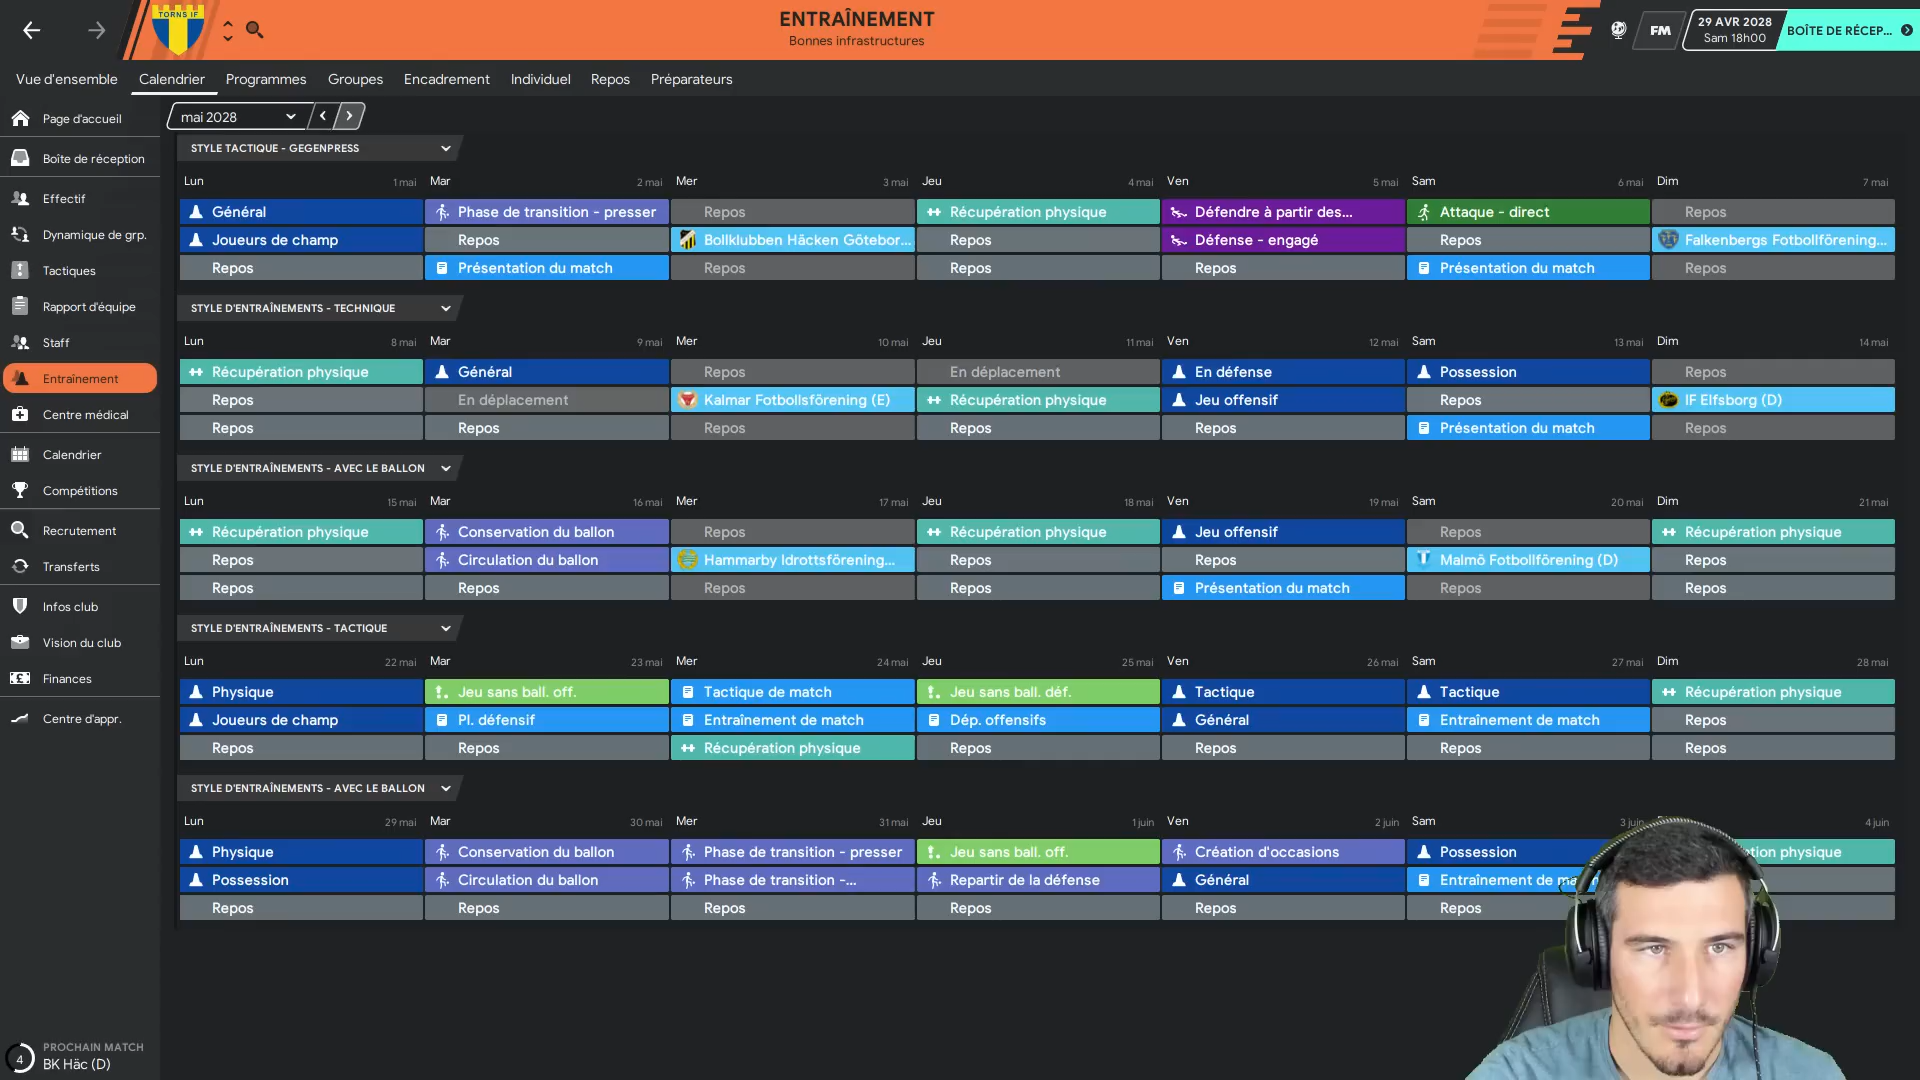 TORNS IF
ENTRAÎNEMENT
Bonnes infrastructures
FM
29 AVR 2028
Sam 18h00
BOÎTE DE RÉCEP...
Vue d'ensemble Calendrier Programmes Groupes Encadrement Individuel Repos Préparateurs
Page d'accueil
Boîte de réception
Effectif
Dynamique de grp.
Tactiques
Rapport d'équipe
Staff
Entraînement
Centre médical
Calendrier
Compétitions
Recrutement
Transferts
Infos club
Vision du club
Finances
Centre d'appr.
4
PROCHAIN MATCH
BK Häc (D)
mai 2028
STYLE TACTIQUE - GEGENPRESS
Lun 1 mai Mar 2 mai Mer 3 mai Jeu 4 mai Ven 5 mai Sam 6 mai Dim 7 mai
Général Phase de transition - presser Repos Récupération physique Défendre à partir des... Attaque - direct Repos
Joueurs de champ Repos Bollklubben Häcken Götebor... Repos Défense - engagé Repos Falkenbergs Fotbollförening...
Repos Présentation du match Repos Repos Repos Présentation du match Repos
STYLE D'ENTRAÎNEMENTS - TECHNIQUE
Lun 8 mai Mar 9 mai Mer 10 mai Jeu 11 mai Ven 12 mai Sam 13 mai Dim 14 mai
Récupération physique Général Repos En déplacement En défense Possession Repos
Repos En déplacement Kalmar Fotbollsförening (E) Récupération physique Jeu offensif Repos IF Elfsborg (D)
Repos Repos Repos Repos Repos Présentation du match Repos
STYLE D'ENTRAÎNEMENTS - AVEC LE BALLON
Lun 15 mai Mar 16 mai Mer 17 mai Jeu 18 mai Ven 19 mai Sam 20 mai Dim 21 mai
Récupération physique Conservation du ballon Repos Récupération physique Jeu offensif Repos Récupération physique
Repos Circulation du ballon Hammarby Idrottsförening... Repos Repos Malmö Fotbollförening (D) Repos
Repos Repos Repos Repos Présentation du match Repos Repos
STYLE D'ENTRAÎNEMENTS - TACTIQUE
Lun 22 mai Mar 23 mai Mer 24 mai Jeu 25 mai Ven 26 mai Sam 27 mai Dim 28 mai
Physique Jeu sans ball. off. Tactique de match Jeu sans ball. déf. Tactique Tactique Récupération physique
Joueurs de champ Pl. défensif Entraînement de match Dép. offensifs Général Entraînement de match Repos
Repos Repos Récupération physique Repos Repos Repos Repos
STYLE D'ENTRAÎNEMENTS - AVEC LE BALLON
Lun 29 mai Mar 30 mai Mer 31 mai Jeu 1 juin Ven 2 juin Sam 3 juin 4 juin
Physique Conservation du ballon Phase de transition - presser Jeu sans ball. off. Création d'occasions Possession physique
Possession Circulation du ballon Phase de transition -... Repartir de la défense Général Entraînement de
Repos Repos Repos Repos Repos Repos